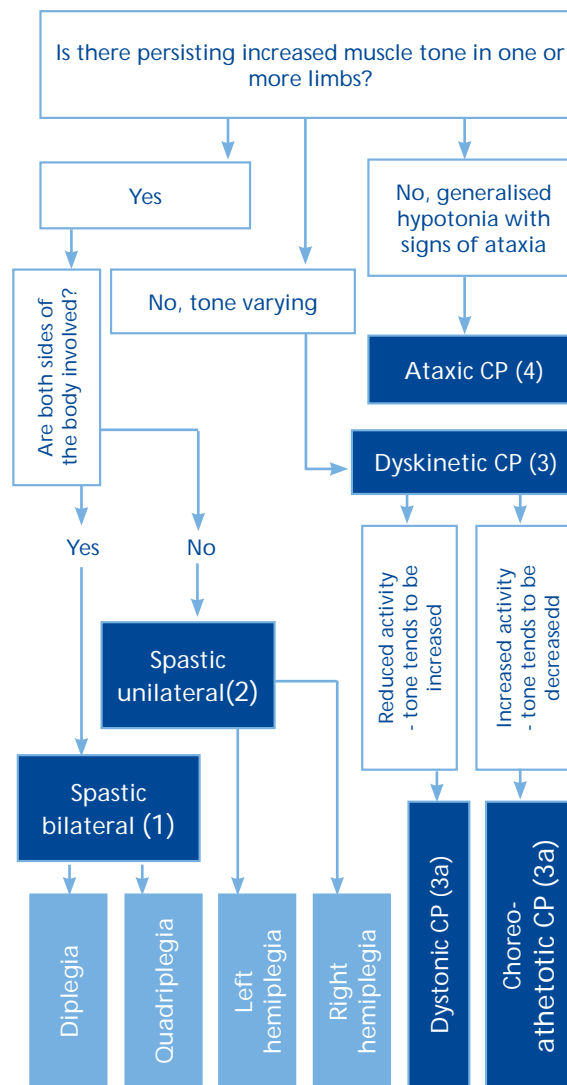 Is there persisting increased muscle tone in one or
more limbs?
Yes
No, generalised
hypotonia with
signs of ataxia
Are both sides of
the body involved?
No, tone varying
Ataxic CP (4)
Dyskinetic CP (3)
Yes
No
Reduced activity
- tone tends to be
increased
Increased activity
- tone tends to be
decreasedd
Spastic
unilateral(2)
Spastic
bilateral (1)
Diplegia
Quadriplegia
Left
hemiplegia
Right
hemiplegia
Dystonic CP (3a)
Choreo-
athetotic CP (3a)